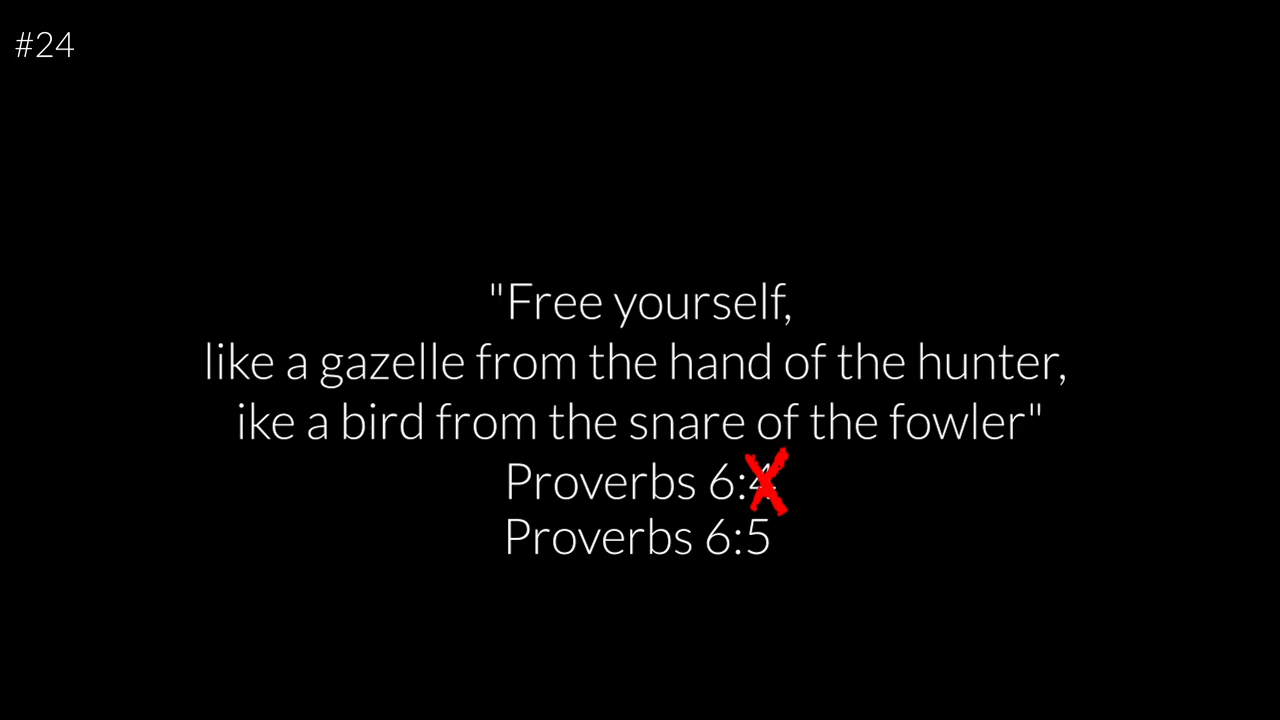 #24
"Free yourself,
like a gazelle from the hand of the hunter,
ike a bird from the snare of the fowler"
Proverbs 6:4
Proverbs 6:5